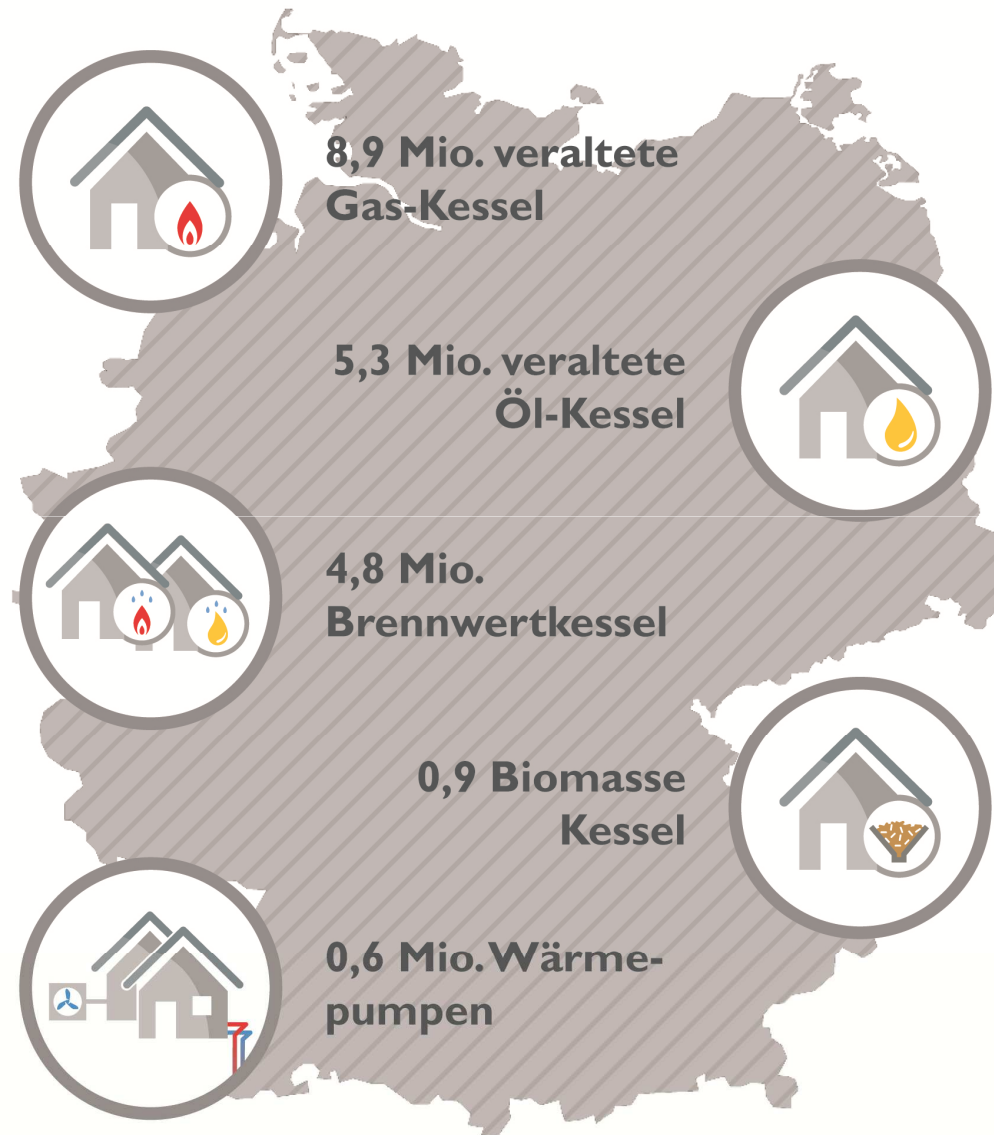 8,9 Mio. veraltete
Gas-Kessel
5,3 Mio. veraltete
Öl-Kessel
4,8 Mio.
Brennwertkessel
0,9 Biomasse
Kessel
0,6 Mio. Wärme-
pumpen